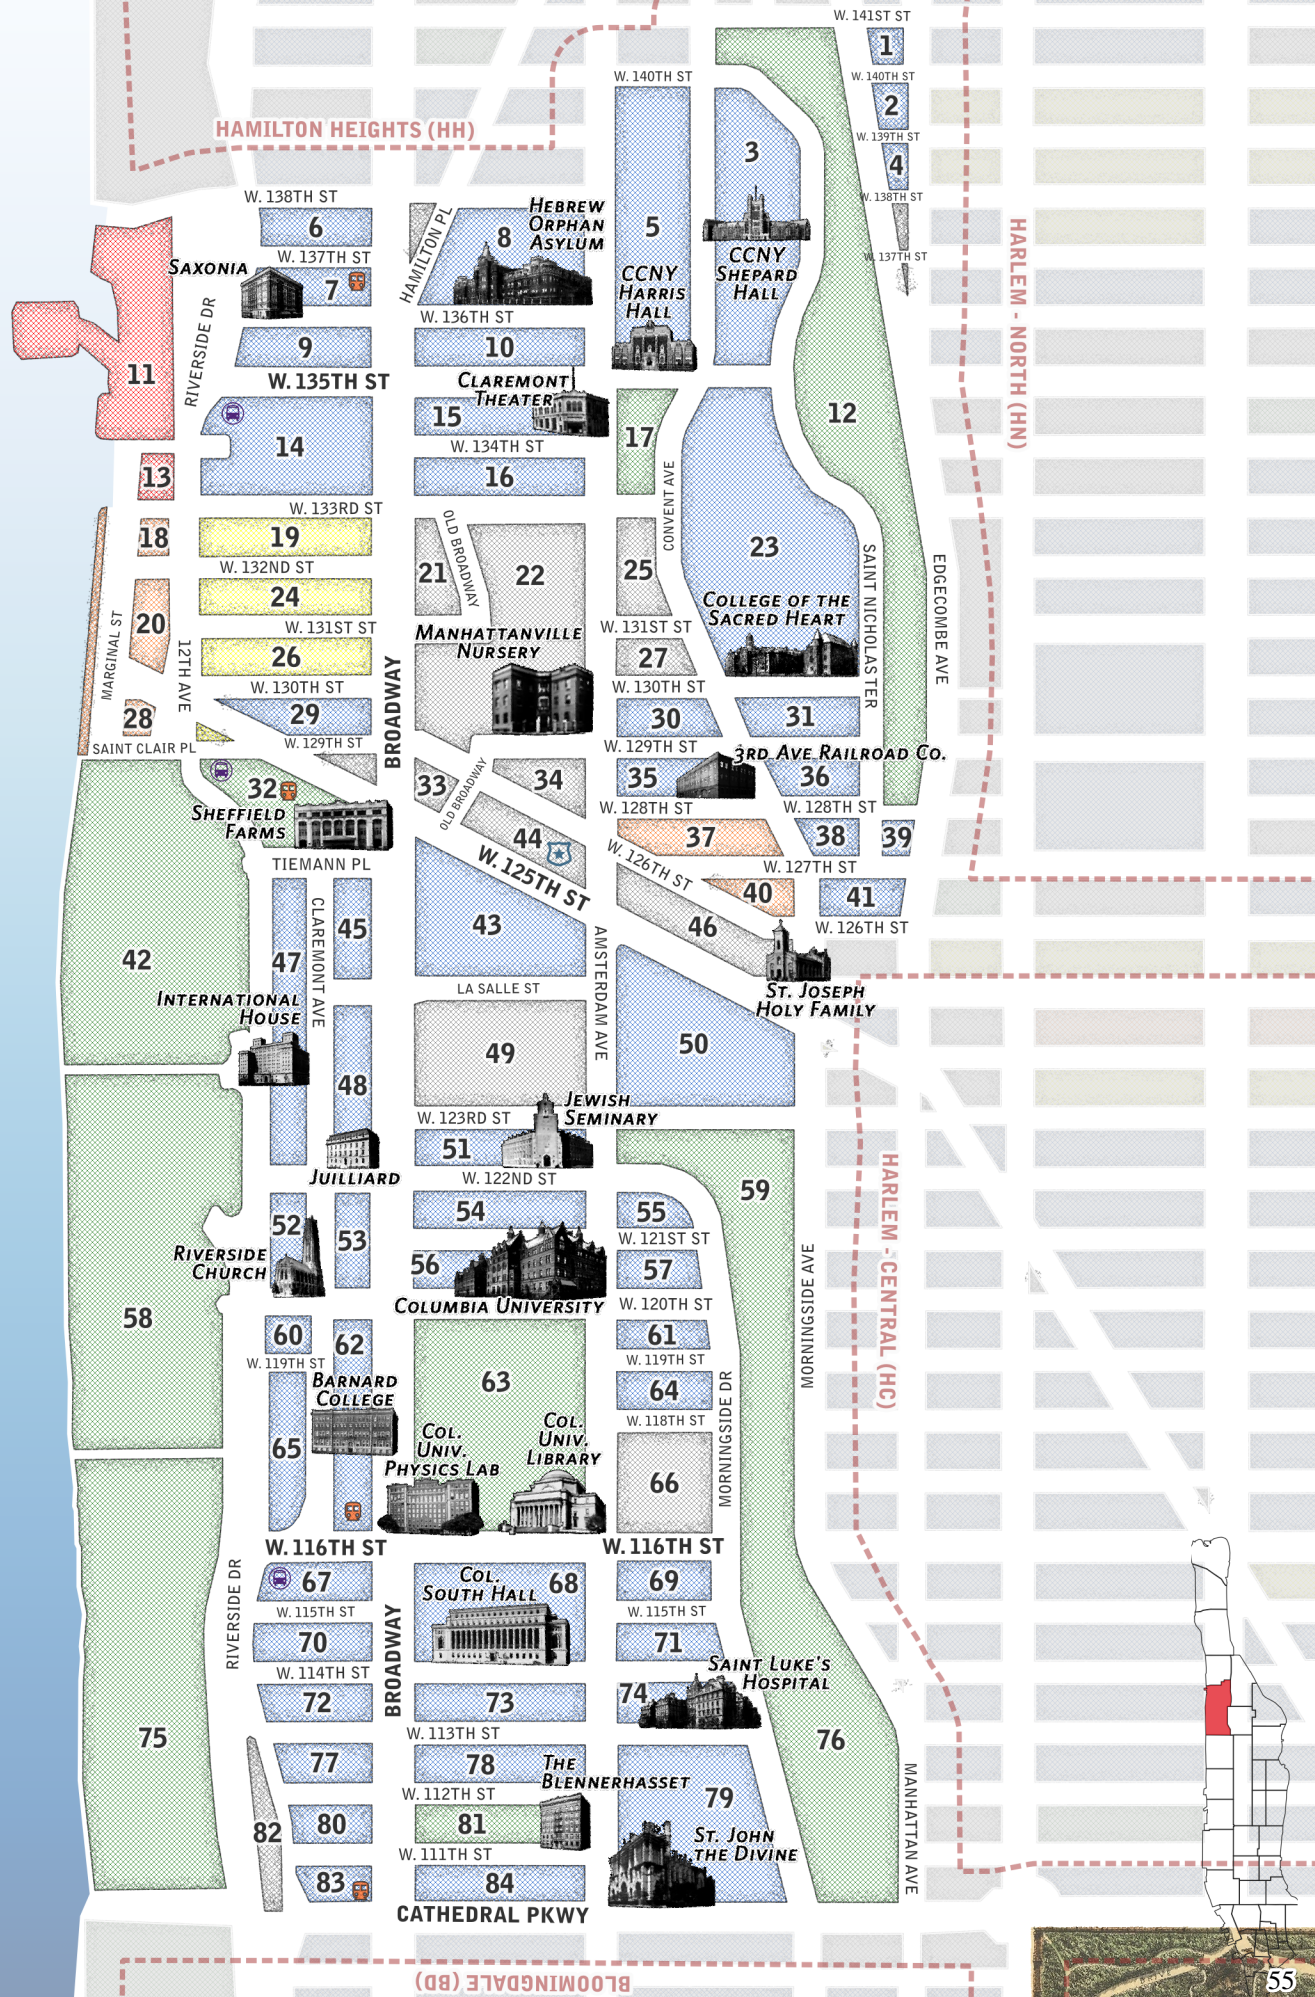 W. 141ST ST
1
W. 140TH ST
W. 140TH ST
2
HAMILTON HEIGHTS (HH)
W. 139TH ST
3
4
W. 138TH ST
W. 138TH ST
HAMILTON PL
HEBREW
ORPHAN
ASYLUM
6
8
5
W. 137TH ST
W. 137TH ST
CCNY
SHEPARD
HALL
SAXONIA
7
CCNY
HARRIS
HALL
HARLEM - NORTH (HN)
W. 136TH ST
RIVERSIDE DR
9
10
11
W. 135TH ST
CLAREMONT
THEATER
15
12
14
17
W. 134TH ST
13
16
CONVENT AVE
W. 133RD ST
OLD BROADWAY
18
19
23
W. 132ND ST
21
22
25
SAINT NICHOLAS TER
EDGECOMBE AVE
24
COLLEGE OF THE
SACRED HEART
20
W. 131ST ST
W. 131ST ST
MARGINAL ST
12TH AVE
MANHATTANVILLE
NURSERY
26
27
BROADWAY
W. 130TH ST
W. 130TH ST
28
29
30
31
SAINT CLAIR PL
W. 129TH ST
W. 129TH ST
3RD AVE RAILROAD CO.
32
33
OLD BROADWAY
34
35
36
SHEFFIELD
FARMS
W. 128TH ST
W. 128TH ST
44
37
38
39
TIEMANN PL
W. 125TH ST
W. 126TH ST
W. 127TH ST
40
41
CLAREMONT AVE
45
43
46
W. 126TH ST
42
47
AMSTERDAM AVE
LA SALLE ST
ST. JOSEPH
HOLY FAMILY
INTERNATIONAL
HOUSE
49
50
48
JEWISH
SEMINARY
W. 123RD ST
51
JUILLIARD
W. 122ND ST
59
HARLEM - CENTRAL (HC)
52
53
54
55
W. 121ST ST
RIVERSIDE
CHURCH
56
57
MORNINGSIDE AVE
COLUMBIA UNIVERSITY
W. 120TH ST
58
60
62
61
W. 119TH ST
W. 119TH ST
BARNARD
COLLEGE
63
64
MORNINGSIDE DR
W. 118TH ST
65
COL.
UNIV.
PHYSICS LAB
COL.
UNIV.
LIBRARY
66
W. 116TH ST
W. 116TH ST
RIVERSIDE DR
67
COL.
SOUTH HALL
68
69
W. 115TH ST
W. 115TH ST
BROADWAY
70
71
W. 114TH ST
SAINT LUKE'S
HOSPITAL
72
73
74
75
W. 113TH ST
76
77
78
THE
BLENNERHASSET
MANHATTAN AVE
W. 112TH ST
79
82
80
81
ST. JOHN
THE DIVINE
W. 111TH ST
83
84
CATHEDRAL PKWY
BLOOMINGDALE (BD)
55